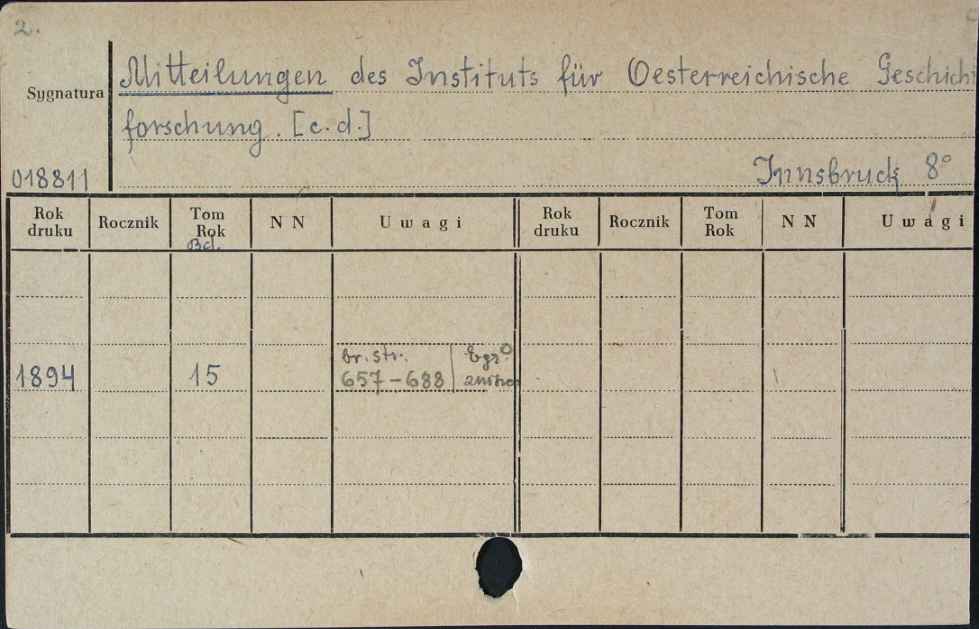 2.
Mitteilungen des Instituts für Oesterreichische Geschich
Sygnatura
forschung. [c.d.]
018811
Innsbruck 8°
Rok druku Rocznik Tom Rok Bd. N N Uwagi Rok druku Rocznik Tom Rok N N Uwagi
br. str. Egz.
1894 15 657-688